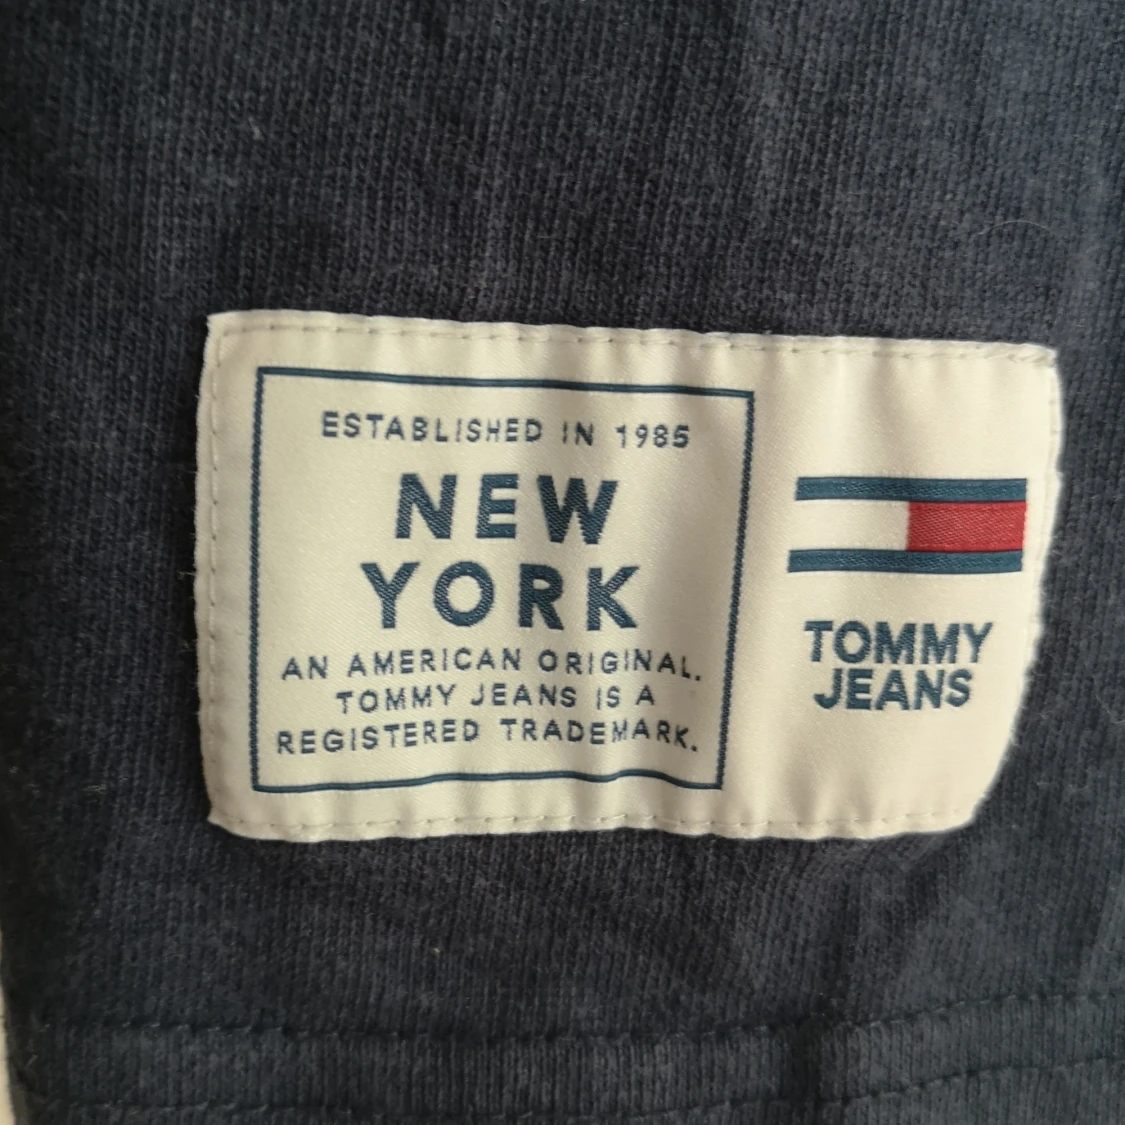 ESTABLISHED IN 1985
NEW
YORK
AN AMERICAN ORIGINAL.
TOMMY JEANS IS A
REGISTERED TRADEMARK.
TOMMY
JEANS